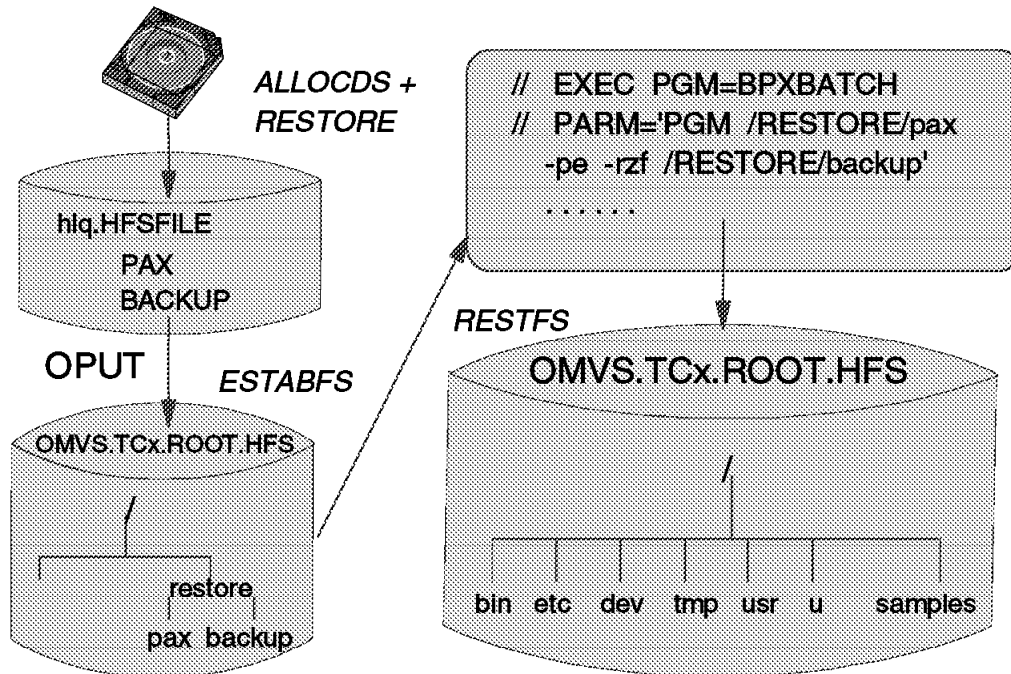 ALLOCDS +
RESTORE
hlq.HFSFILE
PAX
BACKUP
OPUT
ESTABFS
OMVS.TCx.ROOT.HFS
/
restore
pax backup
// EXEC PGM=BPXBATCH
// PARM='PGM /RESTORE/pax
-pe -rzf /RESTORE/backup'
. . . . . .
RESTFS
OMVS.TCx.ROOT.HFS
/
bin etc dev tmp usr u samples